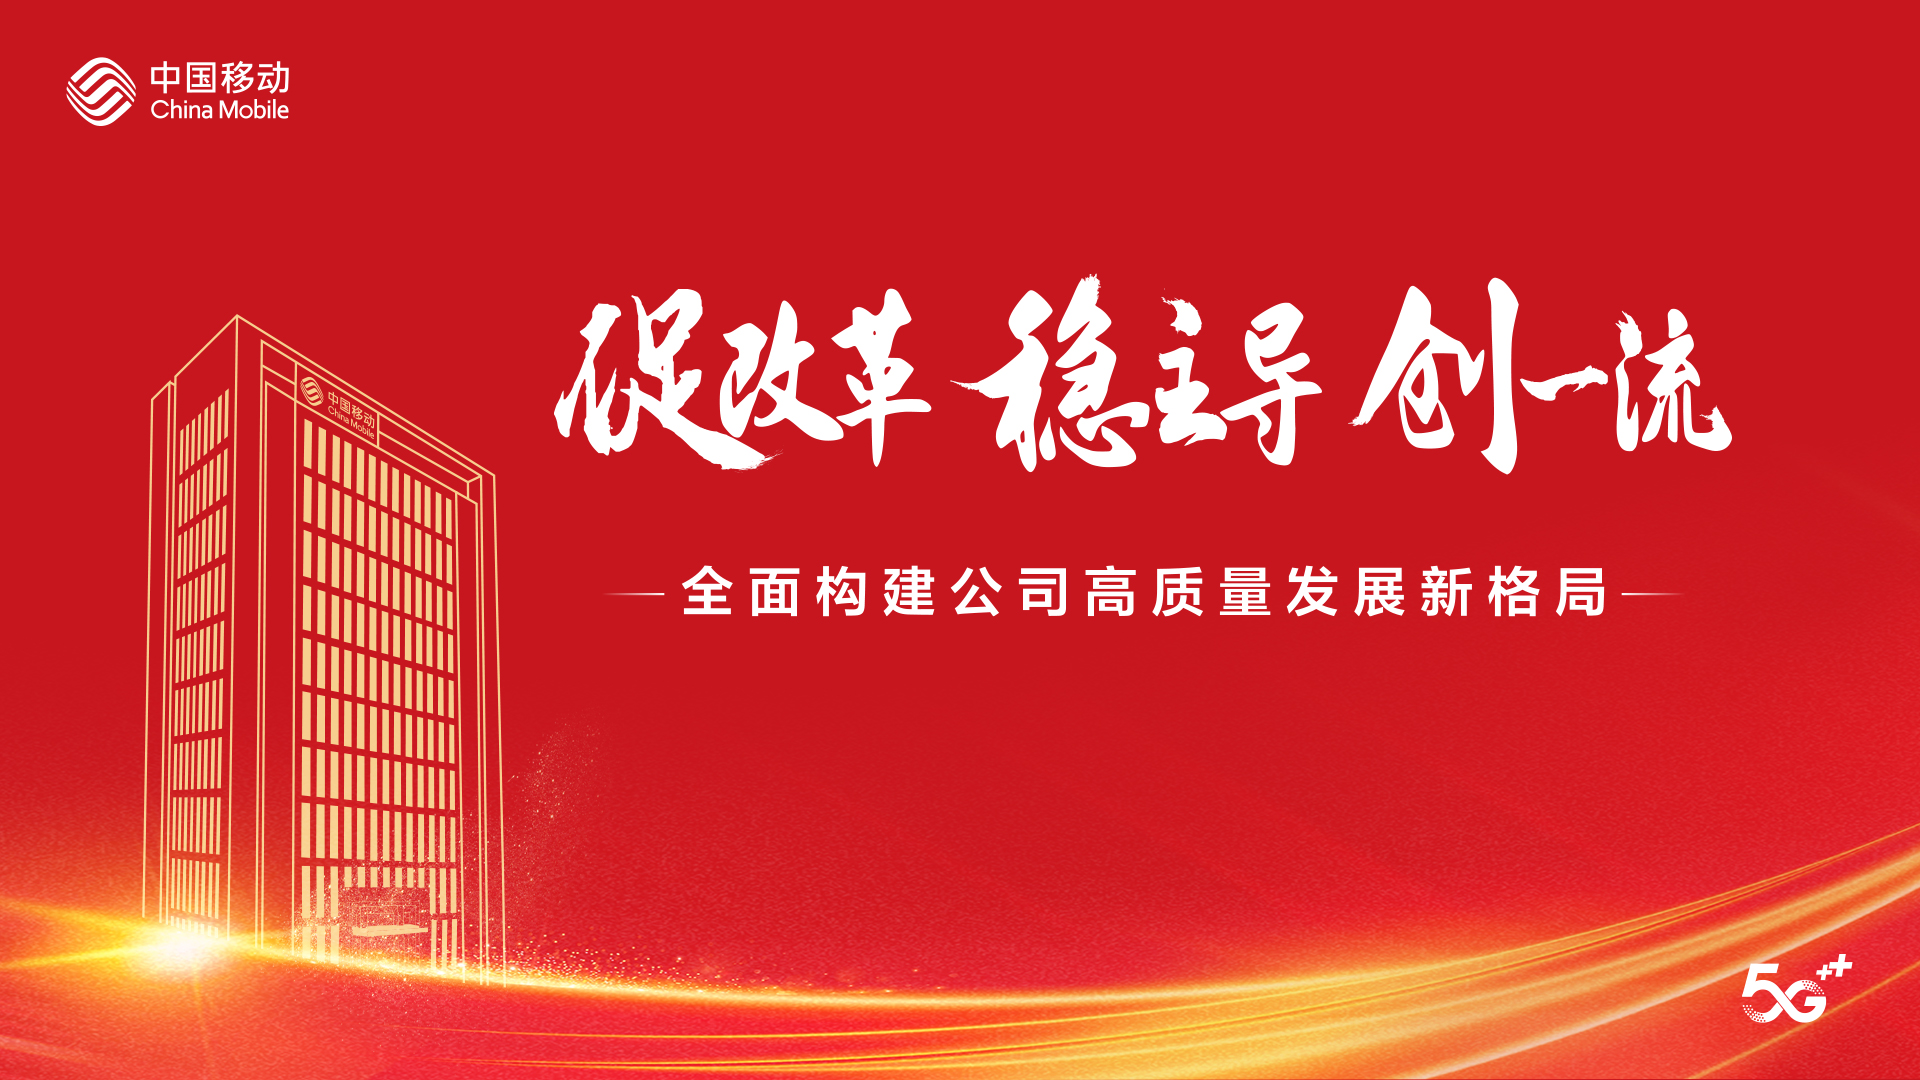 中国移动
China Mobile
促改革 稳主导 创一流
中国移动
China Mobile
全面构建公司高质量发展新格局
5G++